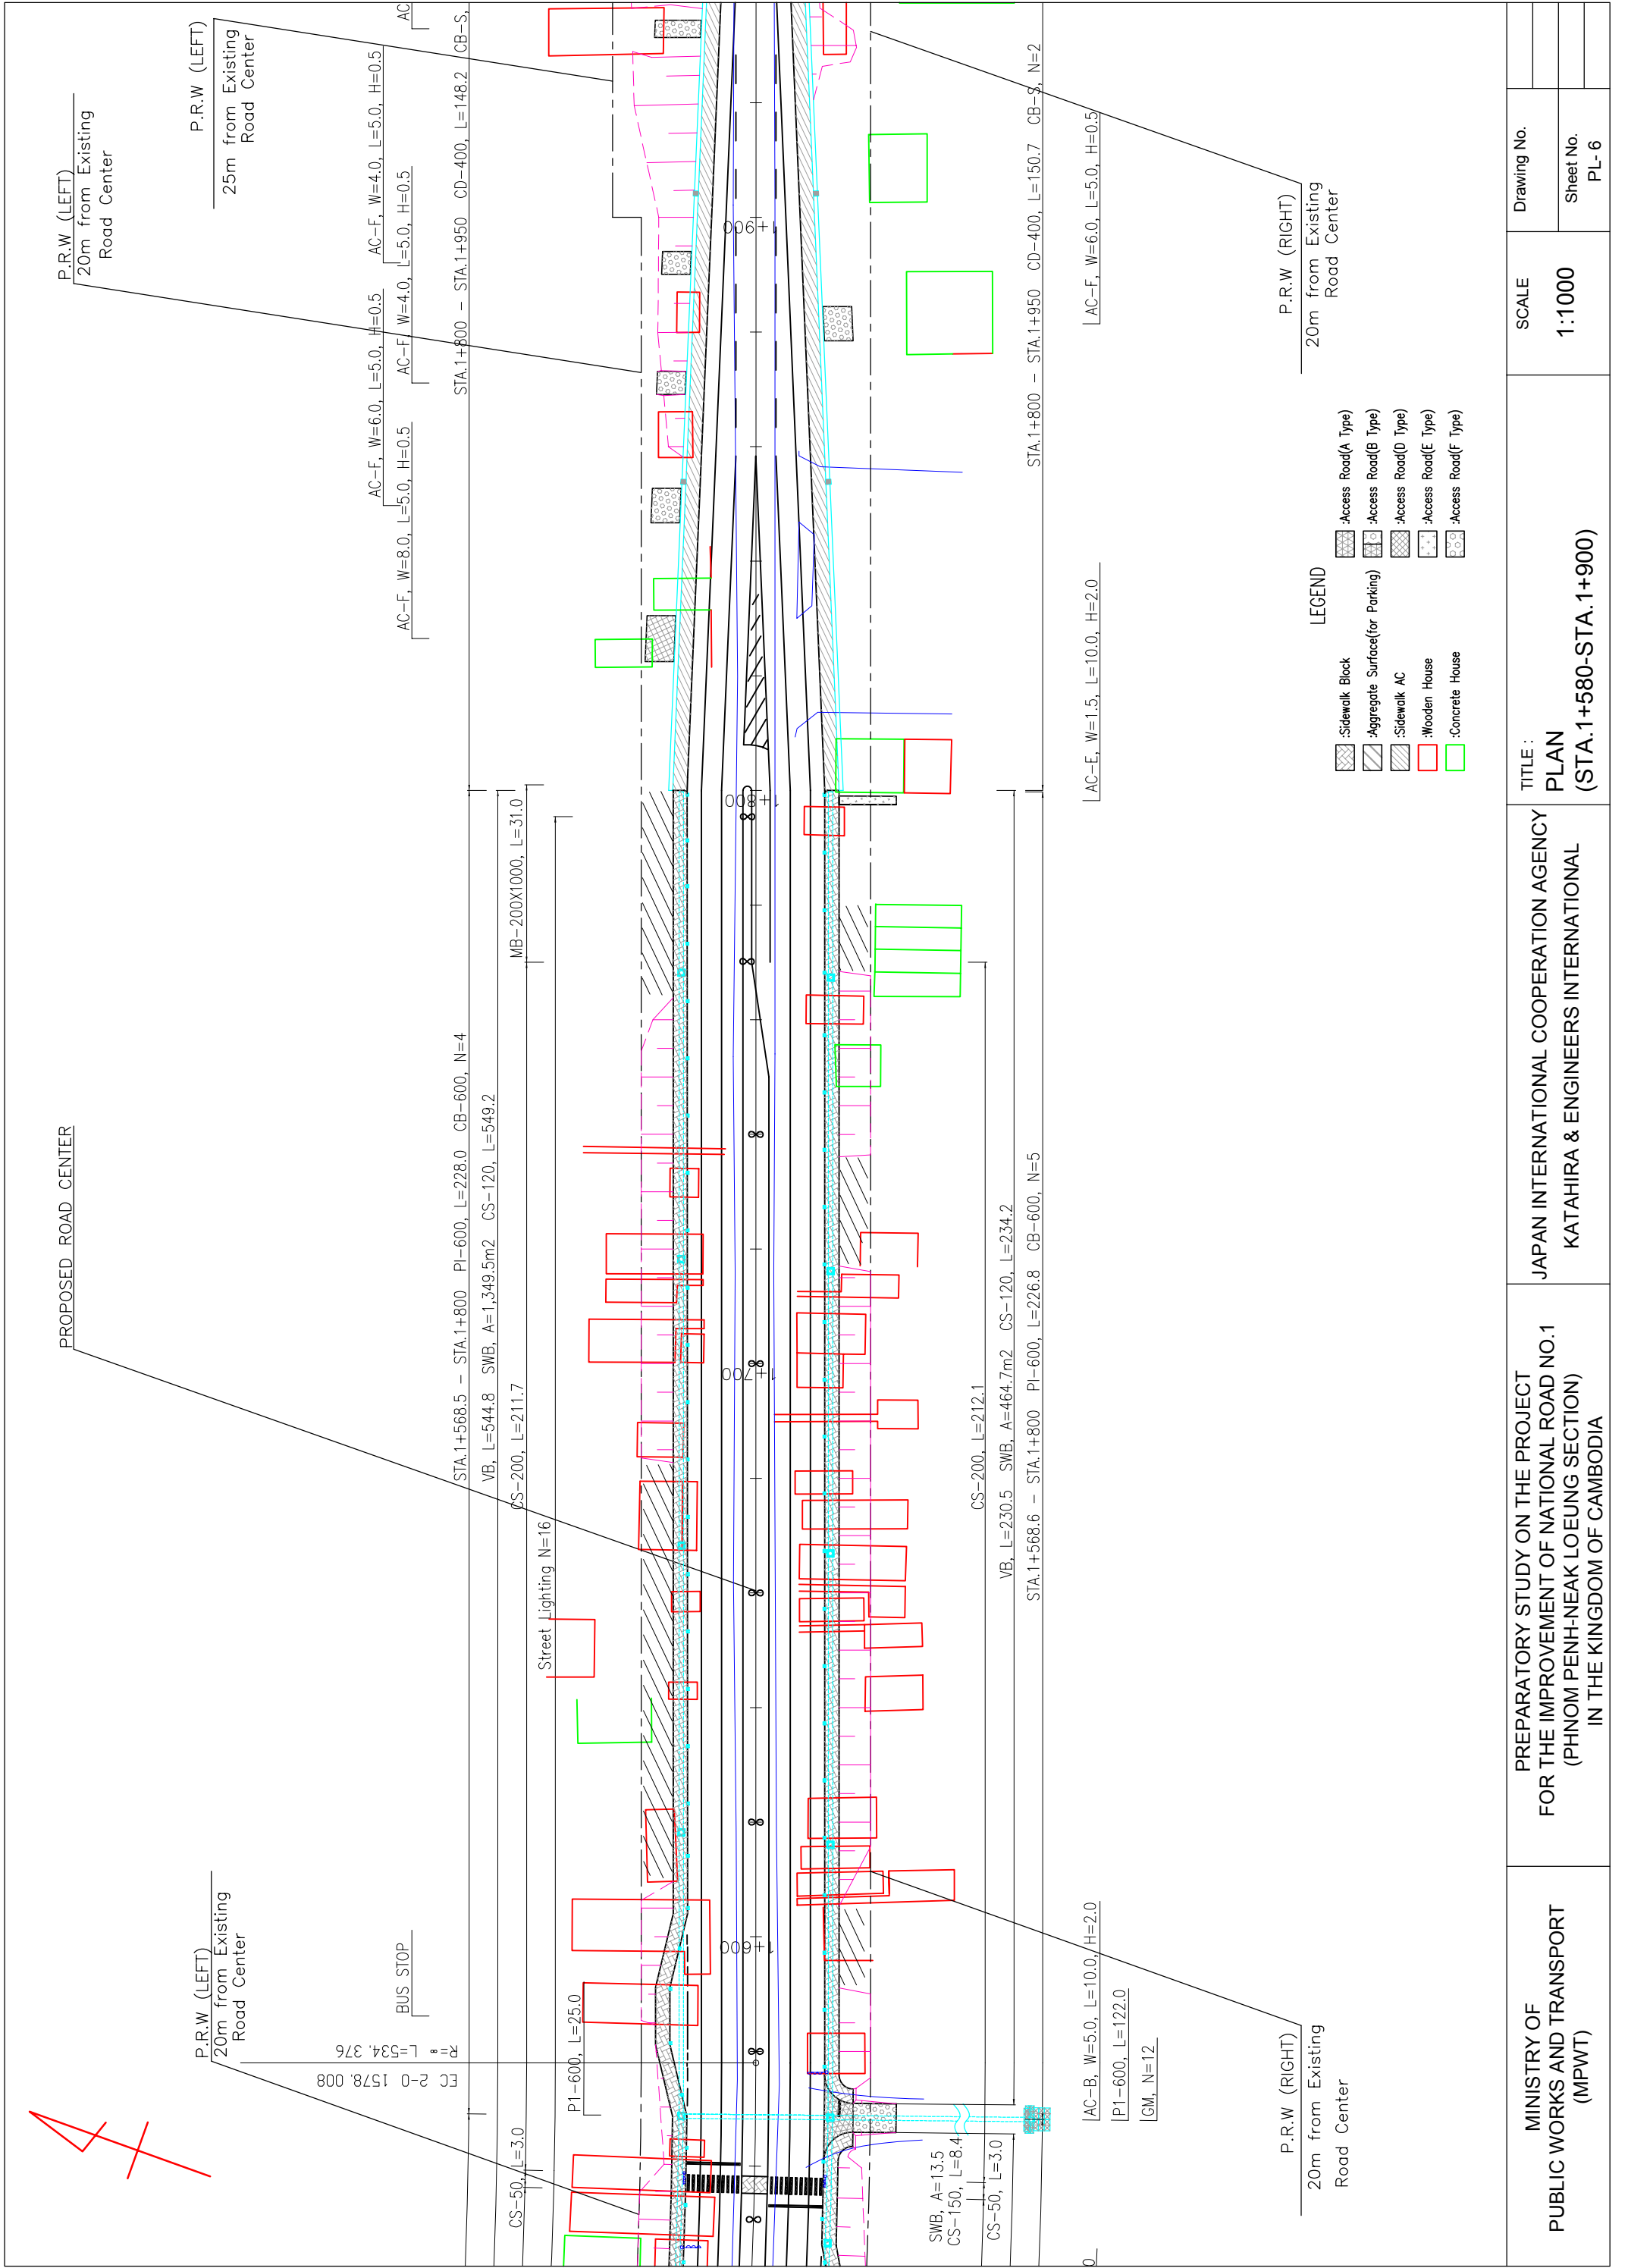 P.R.W (LEFT)
20m from Existing
Road Center
BUS STOP
R=∞ L=534.376
EC 2-0 1578.008
P1-600, L=25.0
CS-50, L=3.0
PROPOSED ROAD CENTER
P.R.W (LEFT)
20m from Existing
Road Center
P.R.W (LEFT)
25m from Existing
Road Center
AC-F, W=6.0, L=5.0, H=0.5
AC-F, W=4.0, L=5.0, H=0.5
AC
AC-F, W=8.0, L=5.0, H=0.5
AC-F, W=4.0, L=5.0, H=0.5
STA.1+568.5 - STA.1+800 PI-600, L=228.0 CB-600, N=4
STA.1+800 - STA.1+950 CD-400, L=148.2 CB-S,
VB, L=544.8 SWB, A=1,349.5m2 CS-120, L=549.2
CS-200, L=211.7
MB-200X1000, L=31.0
Street Lighting N=16
1+600
1+700
1+800
1+900
SWB, A=13.5
CS-150, L=8.4
CS-50, L=3.0
CS-200, L=212.1
VB, L=230.5 SWB, A=464.7m2 CS-120, L=234.2
STA.1+568.6 - STA.1+800 PI-600, L=226.8 CB-600, N=5
STA.1+800 - STA.1+950 CD-400, L=150.7 CB-S, N=2
0
AC-B, W=5.0, L=10.0, H=2.0
P1-600, L=122.0
GM, N=12
AC-E, W=1.5, L=10.0, H=2.0
AC-F, W=6.0, L=5.0, H=0.5
P.R.W (RIGHT)
20m from Existing
Road Center
P.R.W (RIGHT)
20m from Existing
Road Center
LEGEND
:Sidewalk Block
:Aggregate Surface(for Parking)
:Sidewalk AC
:Wooden House
:Concrete House
:Access Road(A Type)
:Access Road(B Type)
:Access Road(D Type)
:Access Road(E Type)
:Access Road(F Type)
MINISTRY OF
PUBLIC WORKS AND TRANSPORT
(MPWT)
PREPARATORY STUDY ON THE PROJECT
FOR THE IMPROVEMENT OF NATIONAL ROAD NO.1
(PHNOM PENH-NEAK LOEUNG SECTION)
IN THE KINGDOM OF CAMBODIA
JAPAN INTERNATIONAL COOPERATION AGENCY
KATAHIRA & ENGINEERS INTERNATIONAL
TITLE :
PLAN
(STA.1+580-STA.1+900)
SCALE
1:1000
Drawing No.
Sheet No.
PL- 6